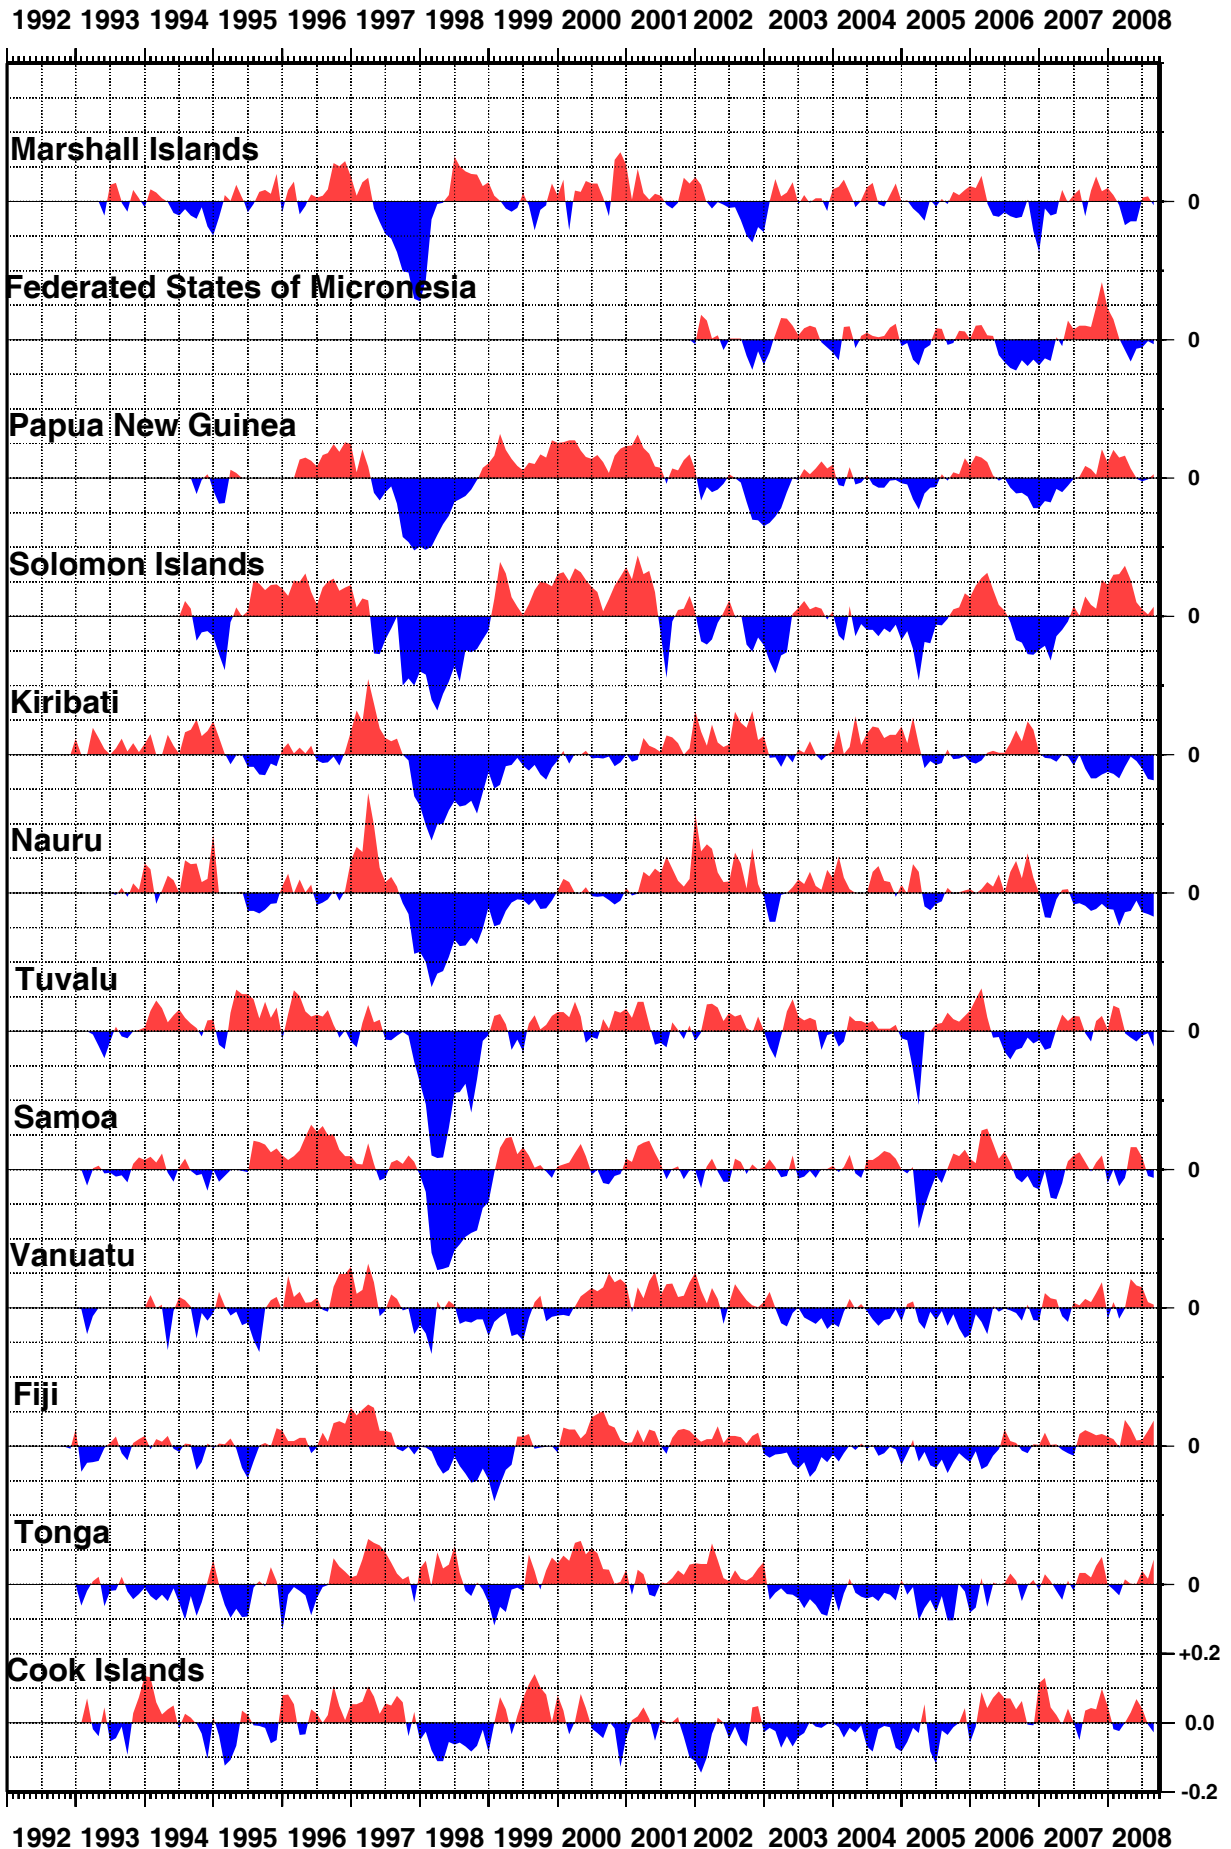 1992 1993 1994 1995 1996 1997 1998 1999 2000 2001 2002 2003 2004 2005 2006 2007 2008
Marshall Islands
0
Federated States of Micronesia
0
Papua New Guinea
0
Solomon Islands
0
Kiribati
0
Nauru
0
Tuvalu
0
Samoa
0
Vanuatu
0
Fiji
0
Tonga
0
+0.2
Cook Islands
0.0
-0.2
1992 1993 1994 1995 1996 1997 1998 1999 2000 2001 2002 2003 2004 2005 2006 2007 2008